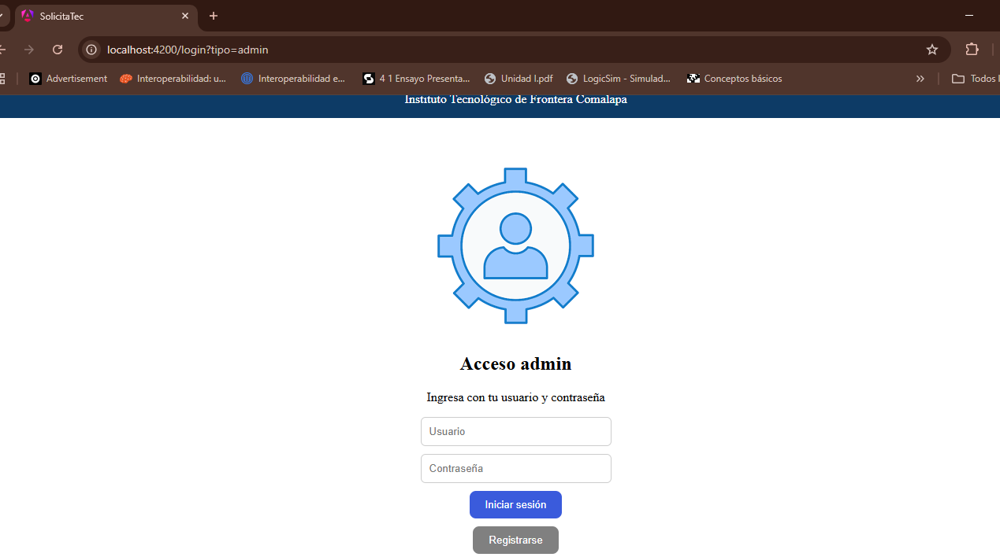 SolicitaTec
localhost:4200/login?tipo=admin
Advertisement Interoperabilidad: u... Interoperabilidad e... 4 1 Ensayo Presenta... Unidad I.pdf LogicSim - Simulad... Conceptos básicos Todos l
Instituto Tecnológico de Frontera Comalapa
Acceso admin
Ingresa con tu usuario y contraseña
Usuario
Contraseña
Iniciar sesión
Registrarse